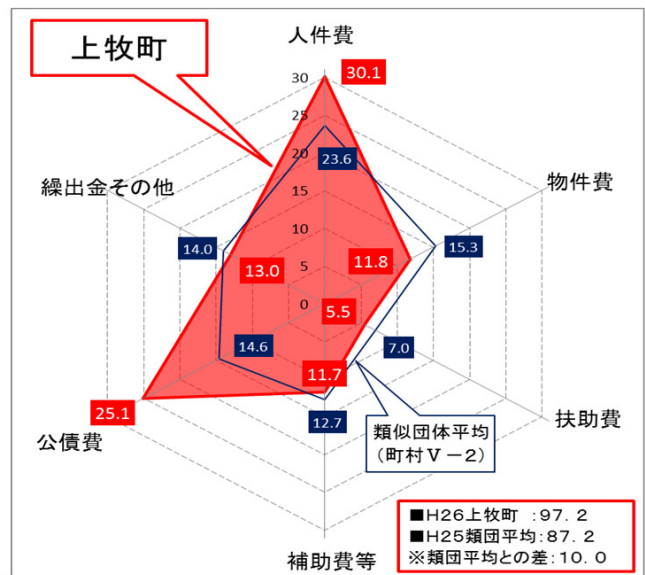 人件費
上牧町
30
30.1
25
20
23.6
繰出金その他
物件費
15
14.0
15.3
10
11.8
13.0
5
0
5.5
14.6
7.0
11.7
25.1
12.7
公債費
扶助費
類似団体平均
(町村Ⅴ－2)
補助費等
■H26上牧町 :97.2
■H25類団平均:87.2
※類団平均との差:10.0